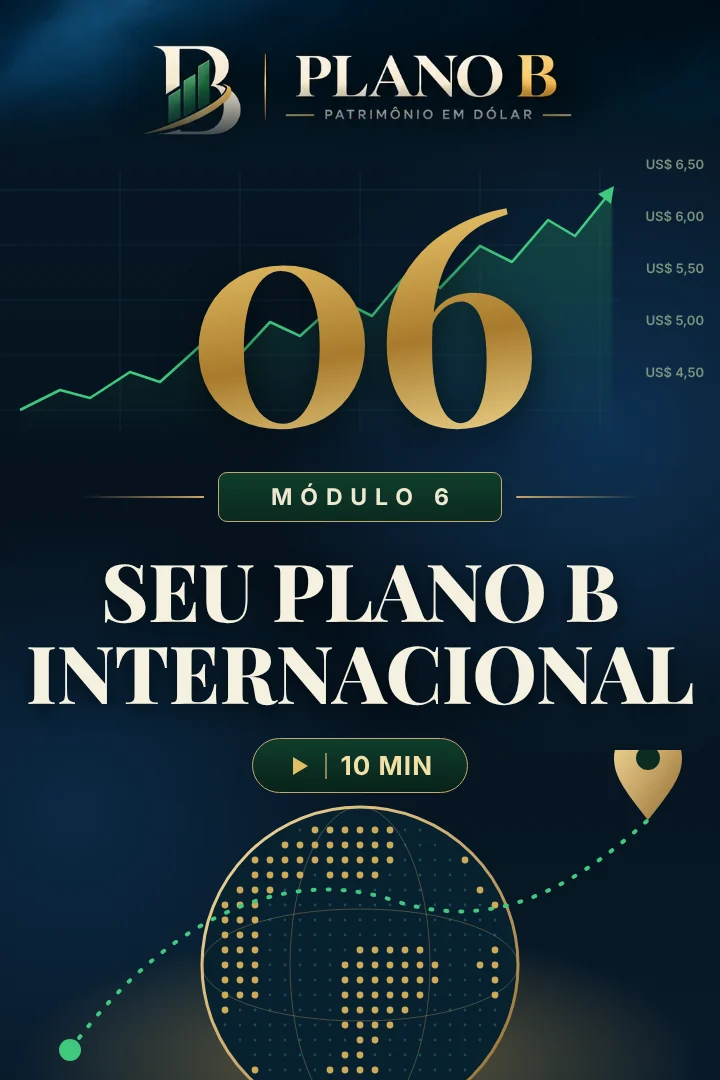 B PLANO B
PATRIMÔNIO EM DÓLAR
US$ 6,50
US$ 6,00
US$ 5,50
US$ 5,00
US$ 4,50
06
MÓDULO 6
SEU PLANO B
INTERNACIONAL
10 MIN